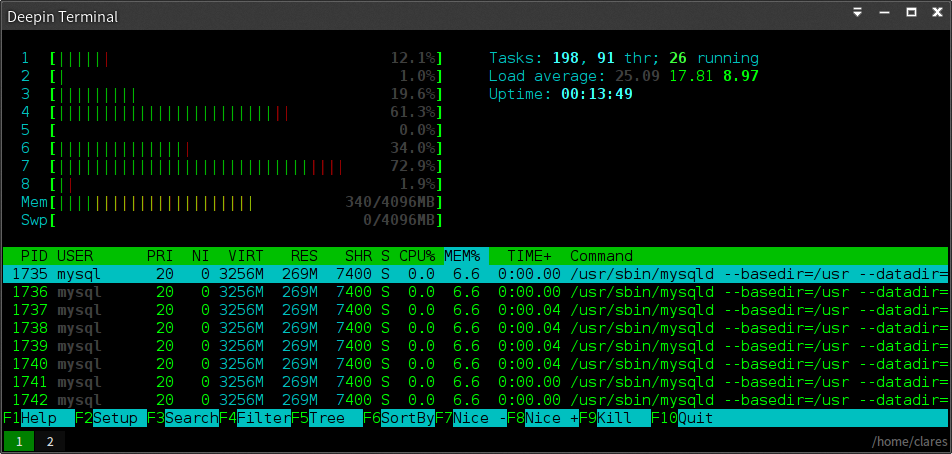 Deepin Terminal
1 [|||||| 12.1%] Tasks: 198, 91 thr; 26 running
2 [| 1.0%] Load average: 25.09 17.81 8.97
3 [||||||||| 19.6%] Uptime: 00:13:49
4 [|||||||||||||||||||||||||| 61.3%]
5 [ 0.0%]
6 [||||||||||||||| 34.0%]
7 [|||||||||||||||||||||||||||||||| 72.9%]
8 [|| 1.9%]
Mem[|||||||||||||||||||||| 340/4096MB]
Swp[ 0/4096MB]
PID USER PRI NI VIRT RES SHR S CPU% MEM% TIME+ Command
1735 mysql 20 0 3256M 269M 7400 S 0.0 6.6 0:00.00 /usr/sbin/mysqld --basedir=/usr --datadir=
1736 mysql 20 0 3256M 269M 7400 S 0.0 6.6 0:00.00 /usr/sbin/mysqld --basedir=/usr --datadir=
1737 mysql 20 0 3256M 269M 7400 S 0.0 6.6 0:00.04 /usr/sbin/mysqld --basedir=/usr --datadir=
1738 mysql 20 0 3256M 269M 7400 S 0.0 6.6 0:00.04 /usr/sbin/mysqld --basedir=/usr --datadir=
1739 mysql 20 0 3256M 269M 7400 S 0.0 6.6 0:00.04 /usr/sbin/mysqld --basedir=/usr --datadir=
1740 mysql 20 0 3256M 269M 7400 S 0.0 6.6 0:00.04 /usr/sbin/mysqld --basedir=/usr --datadir=
1741 mysql 20 0 3256M 269M 7400 S 0.0 6.6 0:00.00 /usr/sbin/mysqld --basedir=/usr --datadir=
1742 mysql 20 0 3256M 269M 7400 S 0.0 6.6 0:00.04 /usr/sbin/mysqld --basedir=/usr --datadir=
F1Help F2Setup F3SearchF4FilterF5Tree F6SortByF7Nice -F8Nice +F9Kill F10Quit
1 2 /home/clares